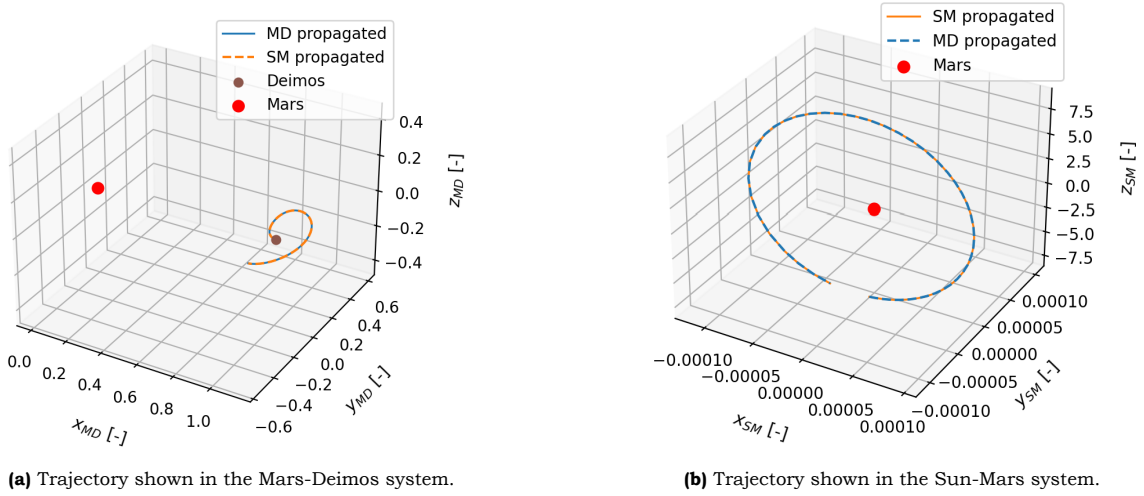 MD propagated
SM propagated
Deimos
Mars
0.4
0.2
0.0
−0.2
−0.4
z_MD [-]
0.6
0.4
0.2
0.0
−0.2
−0.4
−0.6
y_MD [-]
0.0
0.2
0.4
0.6
0.8
1.0
x_MD [-]
(a) Trajectory shown in the Mars-Deimos system.
SM propagated
MD propagated
Mars
7.5
5.0
2.5
0.0
−2.5
−5.0
−7.5
z_SM [-]
0.00010
0.00005
0.00000
−0.00005
−0.00010
y_SM [-]
−0.00010
−0.00005
0.00000
0.00005
0.00010
x_SM [-]
(b) Trajectory shown in the Sun-Mars system.